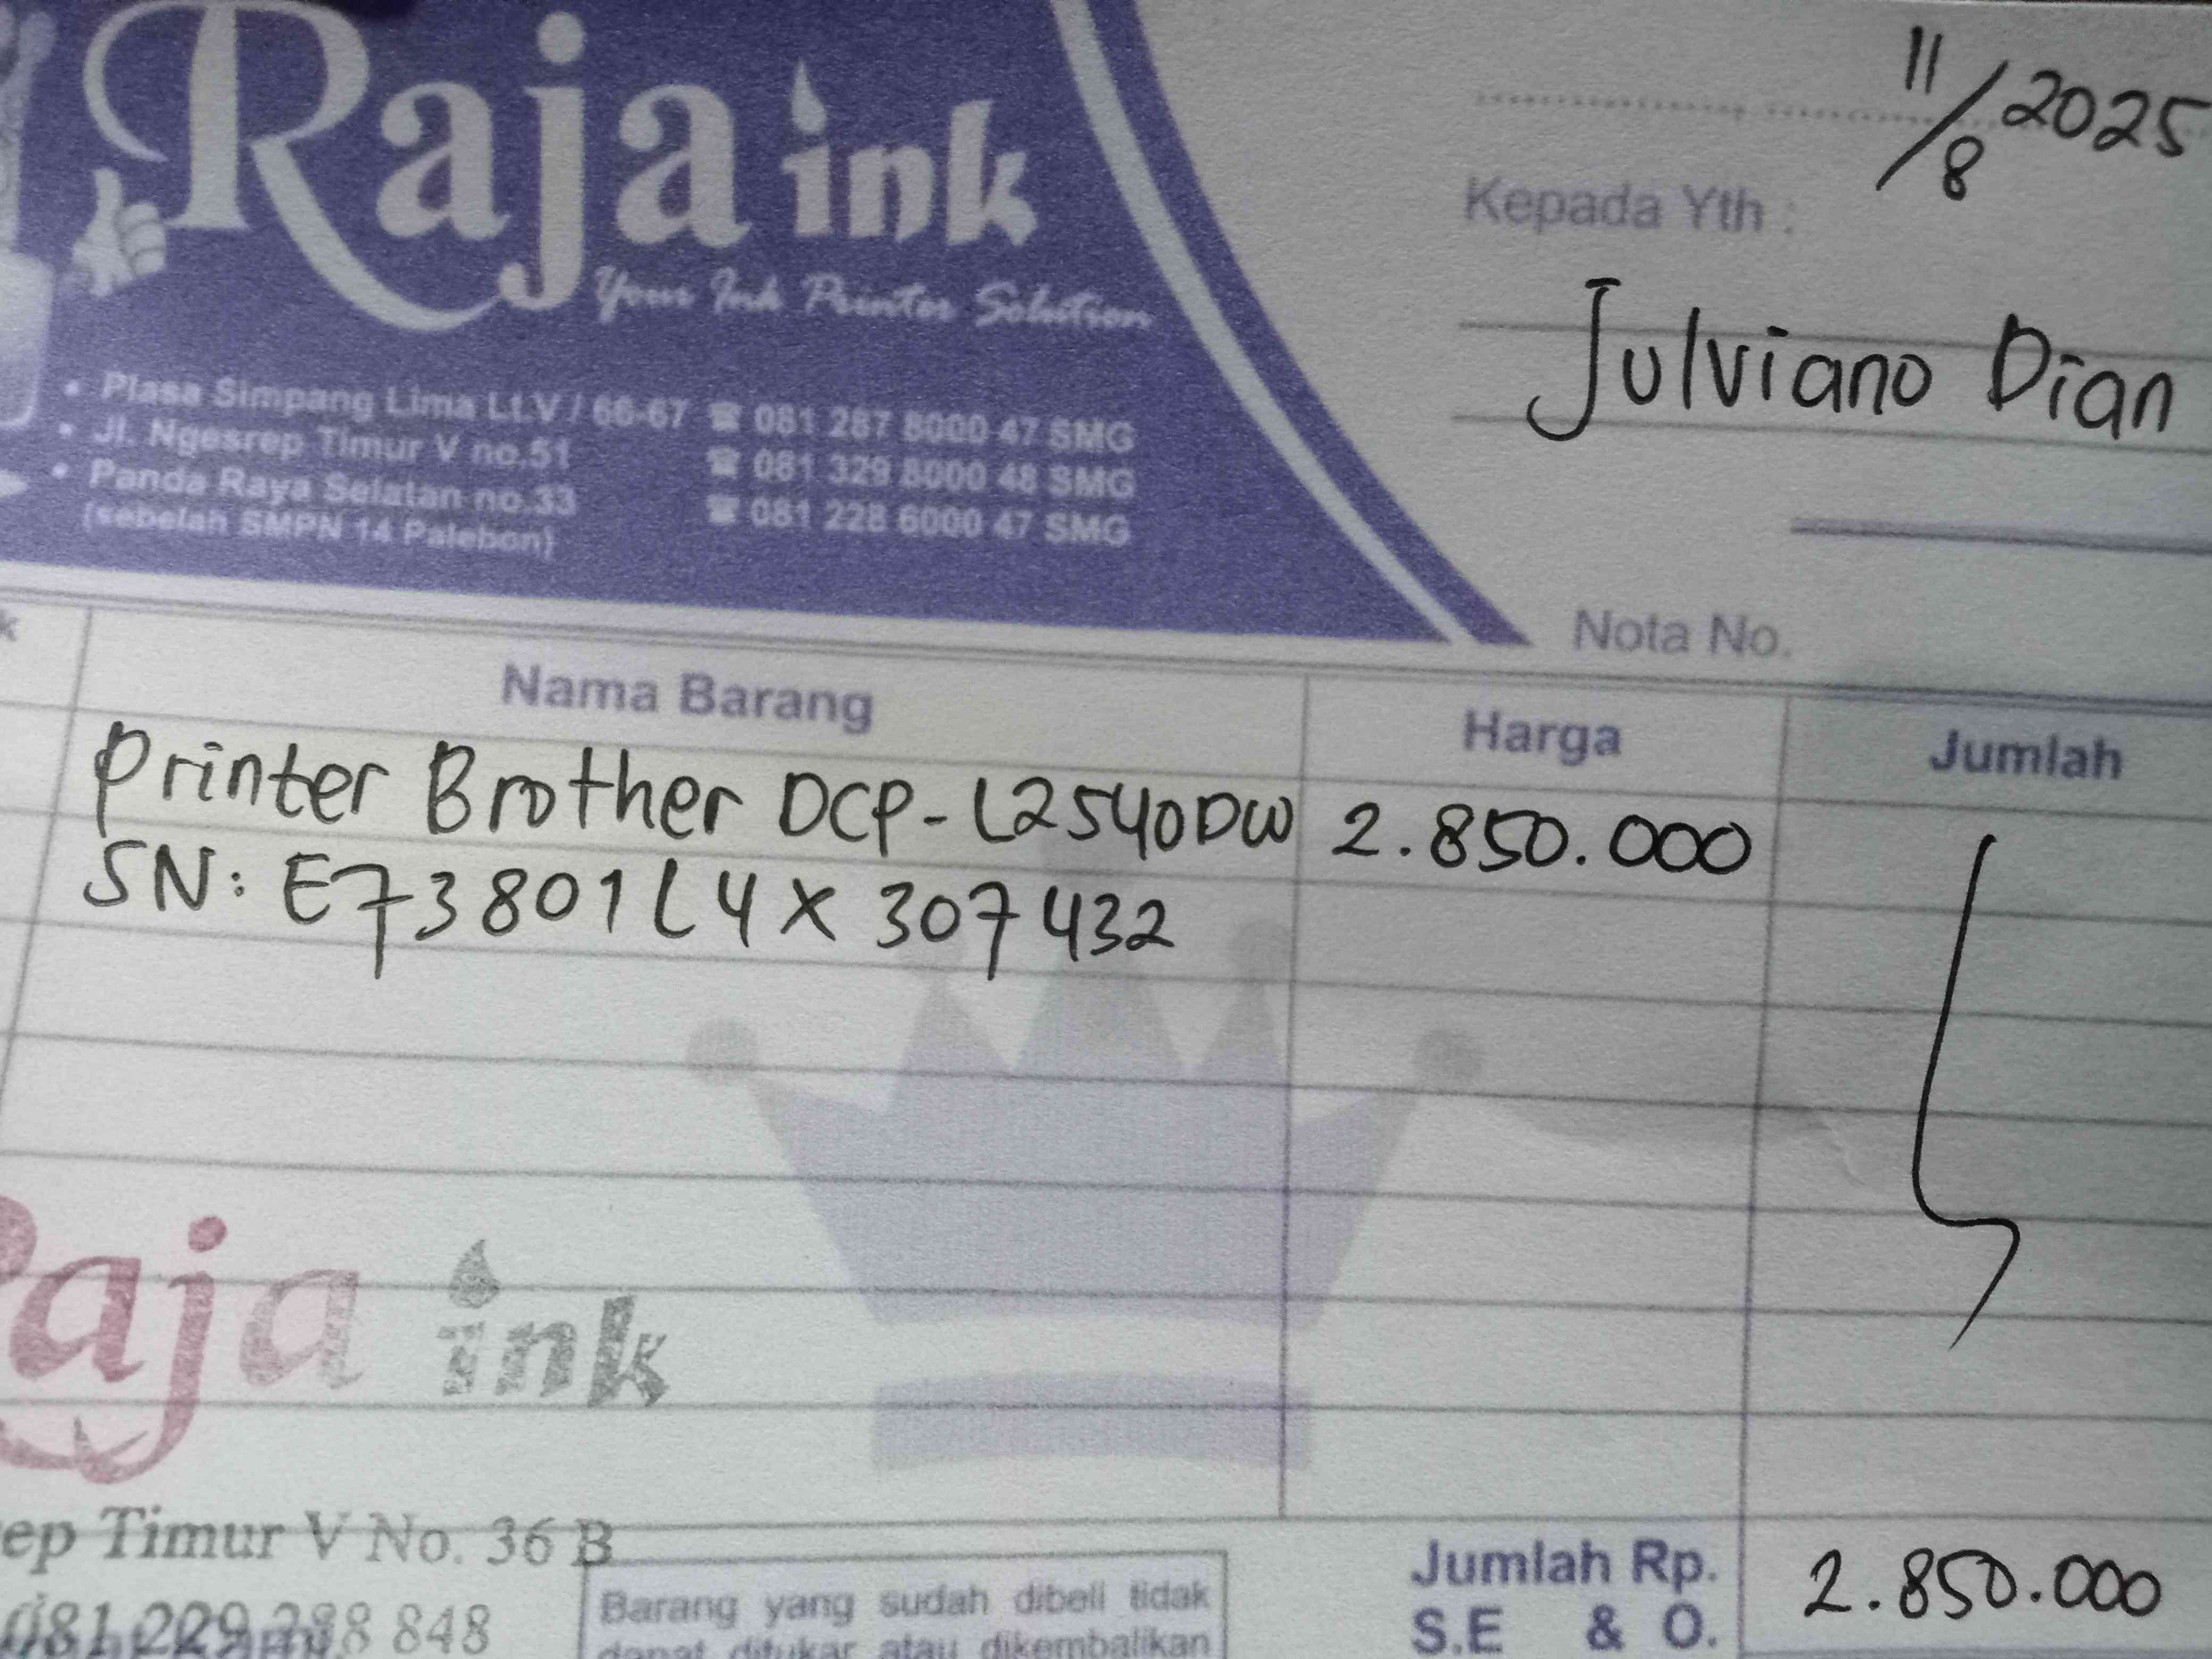 Raja ink
Your Ink Printer Solution
• Plasa Simpang Lima Lt.V / 66-67 ☎ 081 287 8000 47 SMG
• Jl. Ngesrep Timur V no.51 ☎ 081 329 8000 48 SMG
• Panda Raya Selatan no.33 ☎ 081 228 6000 47 SMG
(sebelah SMPN 14 Palebon)
11/8 2025
Kepada Yth :
Julviano Dian
Nota No.
k Nama Barang Harga Jumlah
Printer Brother DCP-L2540DW 2.850.000
SN: E73801L4X307432
Raja ink
ep Timur V No. 36 B
081 229 288 848
Barang yang sudah dibeli tidak
dapat ditukar atau dikembalikan
Jumlah Rp. 2.850.000
S.E & O.